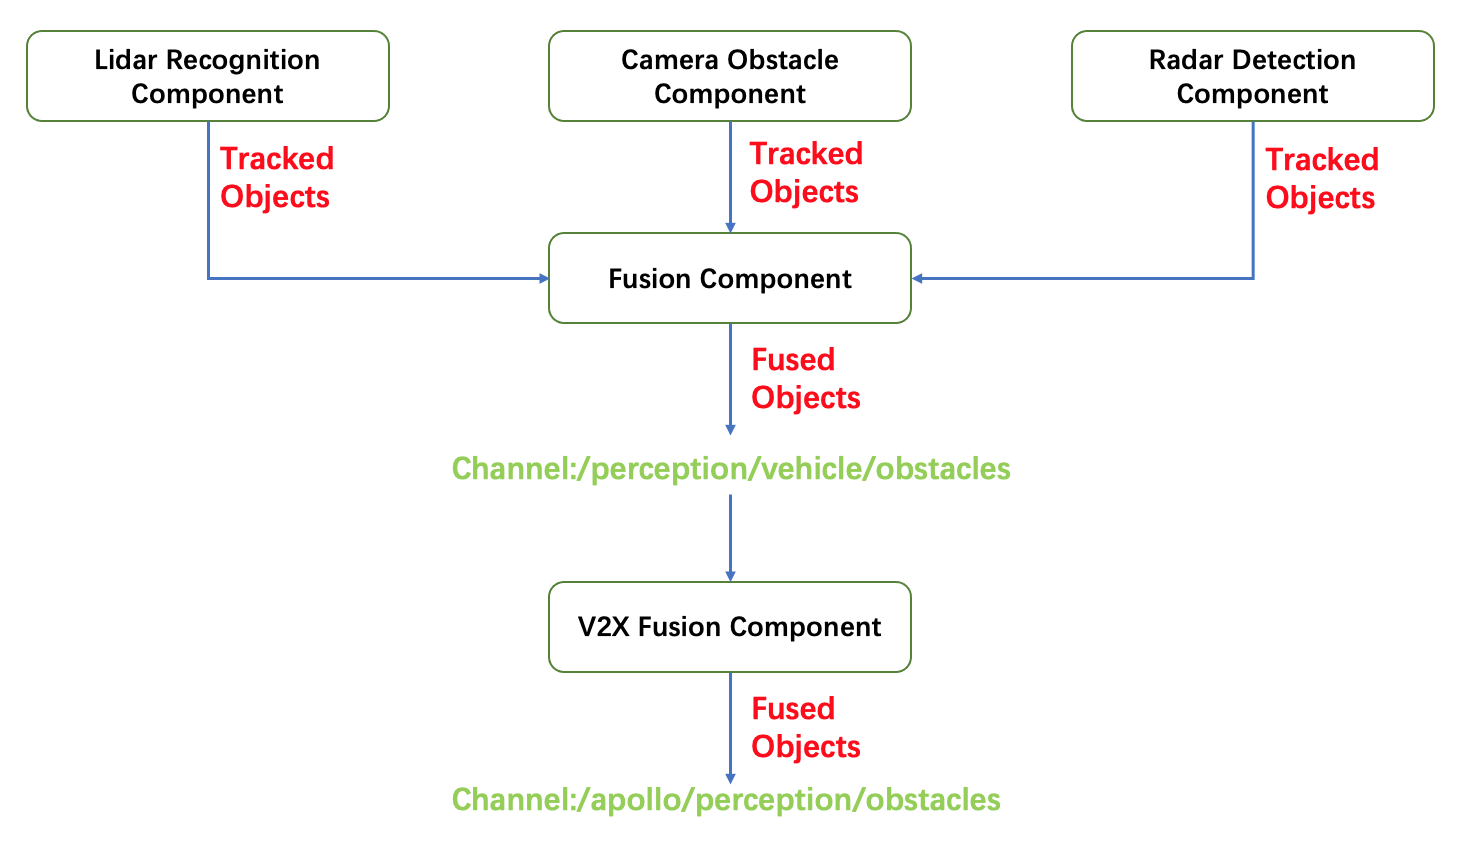 Lidar Recognition
Component
Camera Obstacle
Component
Radar Detection
Component
Tracked
Objects
Tracked
Objects
Tracked
Objects
Fusion Component
Fused
Objects
Channel:/perception/vehicle/obstacles
V2X Fusion Component
Fused
Objects
Channel:/apollo/perception/obstacles